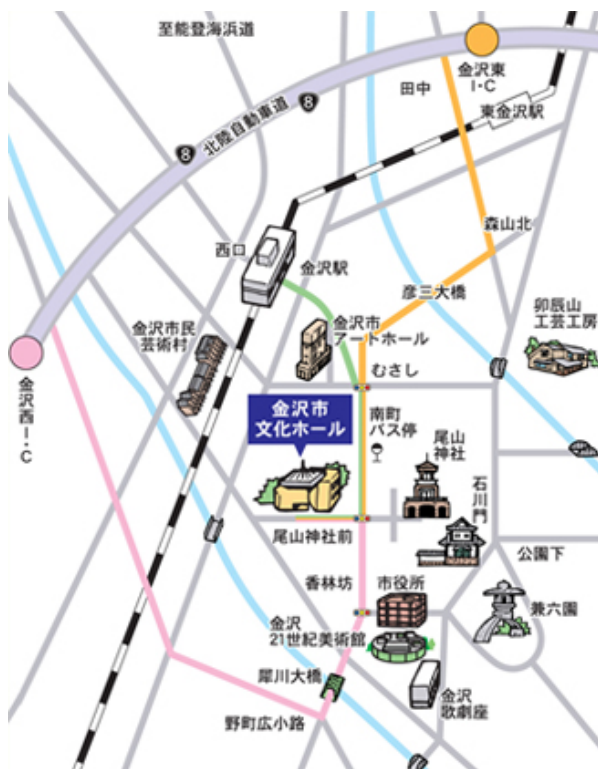 至能登海浜道
金沢東
I・C
田中
東金沢駅
8
北陸自動車道
8
森山北
西口
金沢駅
彦三大橋
卯辰山
工芸工房
金沢市
アートホール
金沢市民
芸術村
むさし
金沢西I・C
金沢市
文化ホール
南町
バス停
尾山
神社
石川門
尾山神社前
公園下
香林坊
市役所
兼六園
金沢
21世紀美術館
犀川大橋
金沢
歌劇座
野町広小路